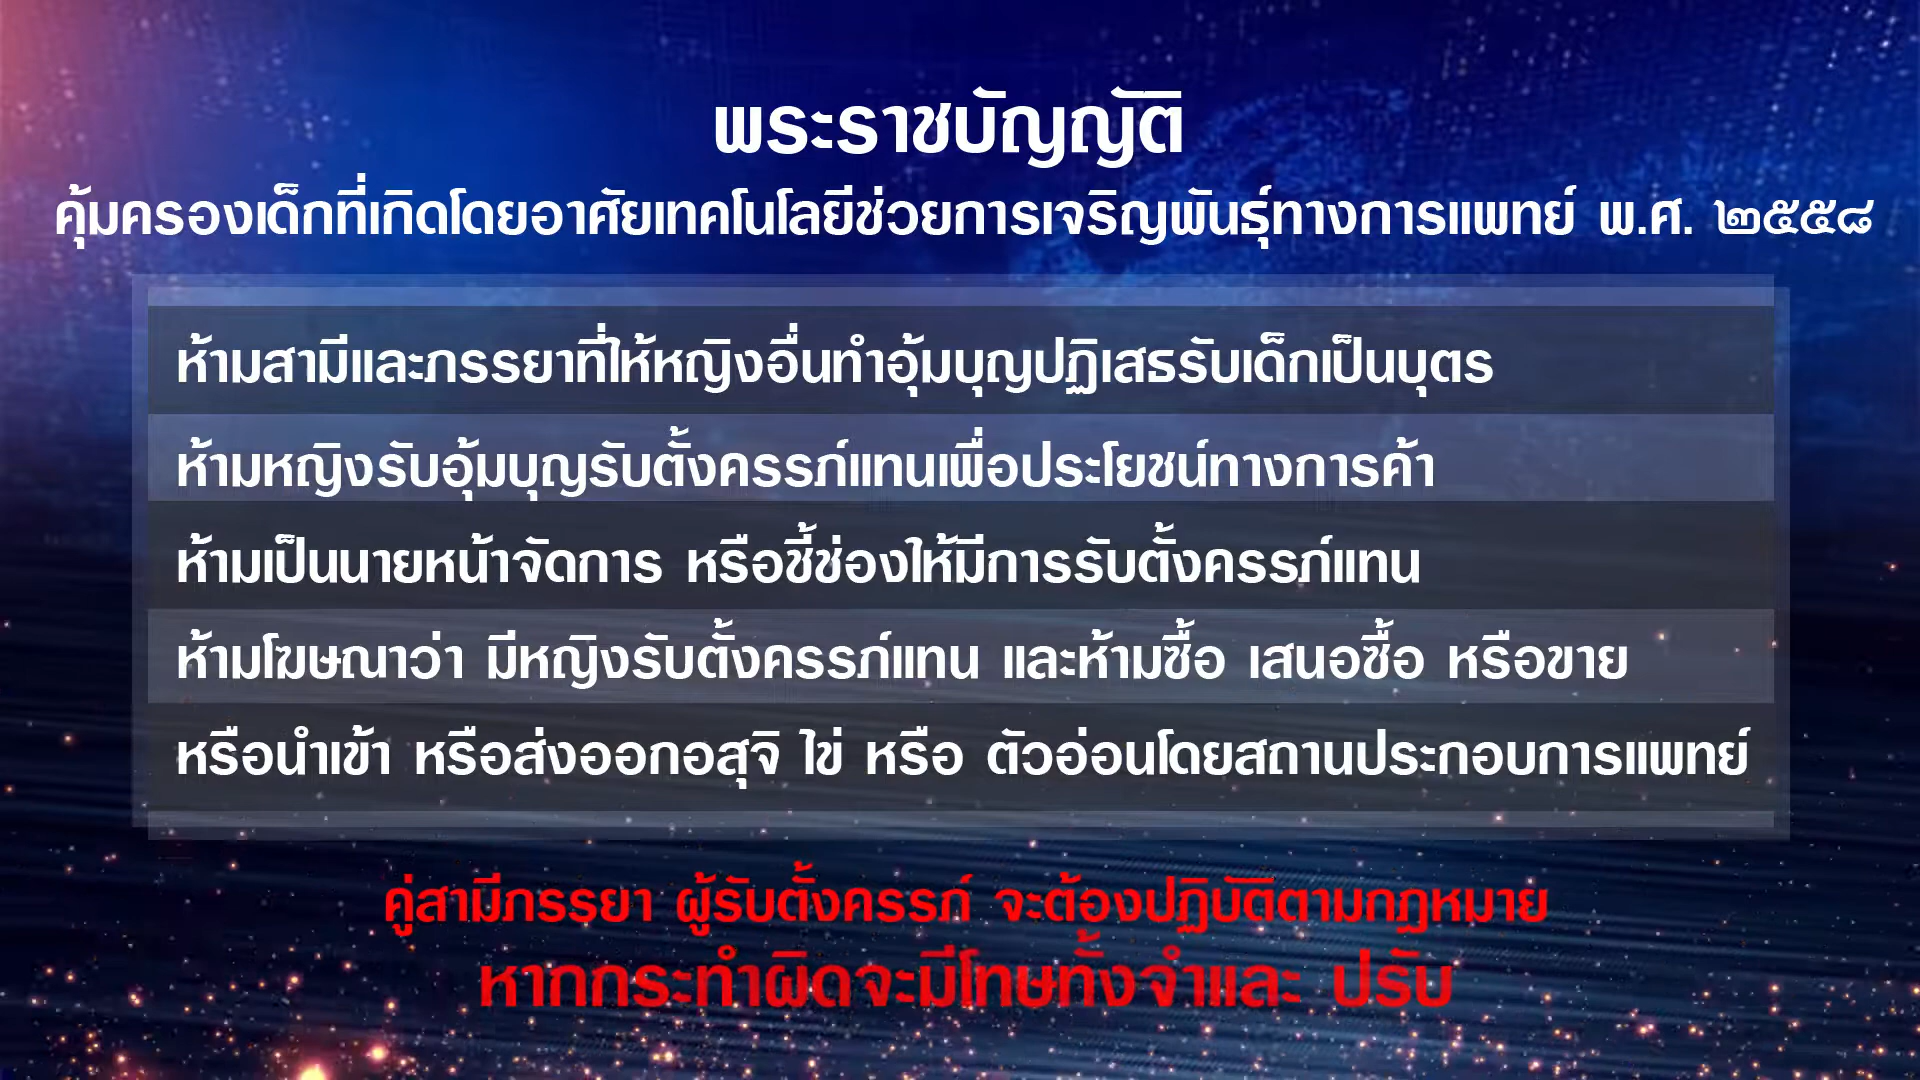 พระราชบัญญัติ
คุ้มครองเด็กที่เกิดโดยอาศัยเทคโนโลยีช่วยการเจริญพันธุ์ทางการแพทย์ พ.ศ. ๒๕๕๘
ห้ามสามีและภรรยาที่ให้หญิงอื่นทำอุ้มบุญปฏิเสธรับเด็กเป็นบุตร
ห้ามหญิงรับอุ้มบุญรับตั้งครรภ์แทนเพื่อประโยชน์ทางการค้า
ห้ามเป็นนายหน้าจัดการ หรือชี้ช่องให้มีการรับตั้งครรภ์แทน
ห้ามโฆษณาว่า มีหญิงรับตั้งครรภ์แทน และห้ามซื้อ เสนอซื้อ หรือขาย
หรือนำเข้า หรือส่งออกอสุจิ ไข่ หรือ ตัวอ่อนโดยสถานประกอบการแพทย์
คู่สามีภรรยา ผู้รับตั้งครรภ์ จะต้องปฏิบัติตามกฎหมาย
หากกระทำผิดจะมีโทษทั้งจำและ ปรับ